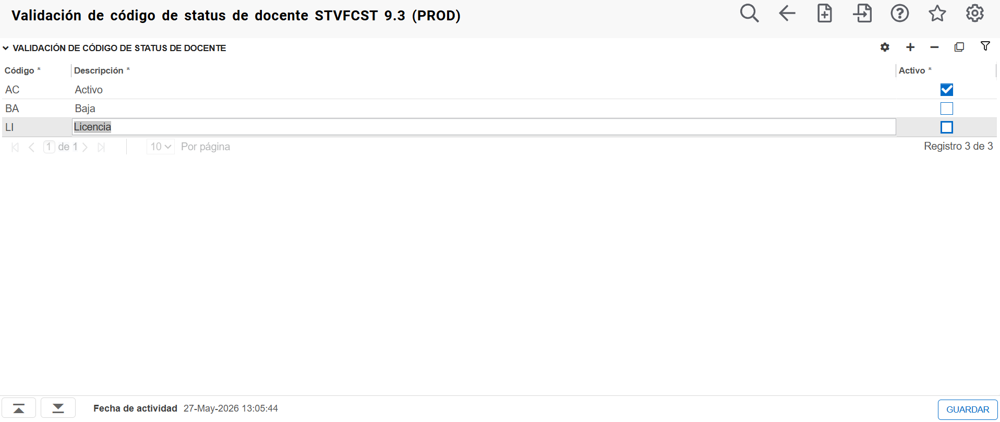 Validación de código de status de docente STVFCST 9.3 (PROD)
VALIDACIÓN DE CÓDIGO DE STATUS DE DOCENTE
Código * Descripción * Activo *
AC Activo
BA Baja
LI Licencia
1 de 1 10 Por página Registro 3 de 3
Fecha de actividad 27-May-2026 13:05:44 GUARDAR